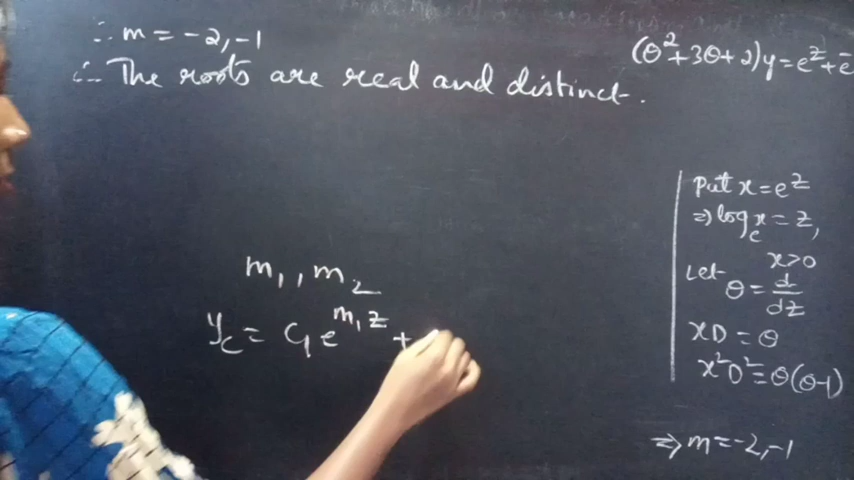 ∴ m = -2, -1
∴ The roots are real and distinct.
(θ²+3θ+2)y = e^z + e
m₁, m₂
y_c = c₁ e^{m₁z} +
Put x = e^z
⇒ log_e x = z,
x>0
Let θ = d/dz
xD = θ
x²D² = θ(θ-1)
⇒ m = -2, -1